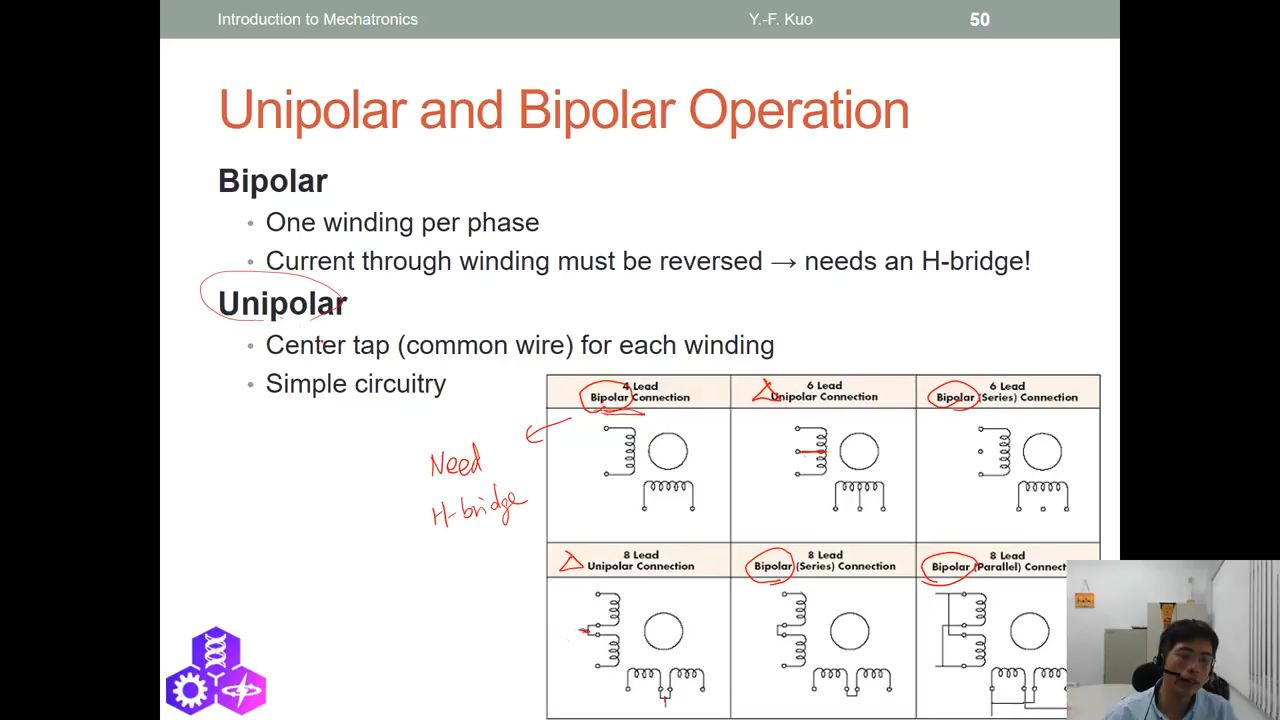 Introduction to Mechatronics
Y.-F. Kuo
50
Unipolar and Bipolar Operation
Bipolar
• One winding per phase
• Current through winding must be reversed → needs an H-bridge!
Unipolar
• Center tap (common wire) for each winding
• Simple circuitry
4 Lead
Bipolar Connection
6 Lead
Unipolar Connection
6 Lead
Bipolar (Series) Connection
Need
H-bridge
8 Lead
Unipolar Connection
8 Lead
Bipolar (Series) Connection
8 Lead
Bipolar (Parallel) Connect